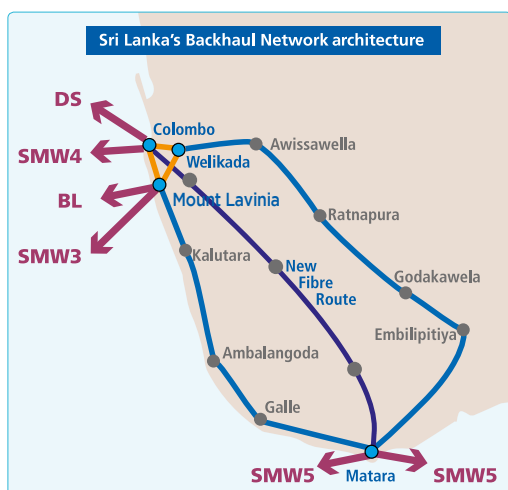 Sri Lanka's Backhaul Network architecture
DS
Colombo
SMW4
Awissawella
Welikada
BL
Mount Lavinia
Ratnapura
SMW3
Kalutara
New
Fibre
Route
Godakawela
Embilipitiya
Ambalangoda
Galle
SMW5
Matara
SMW5